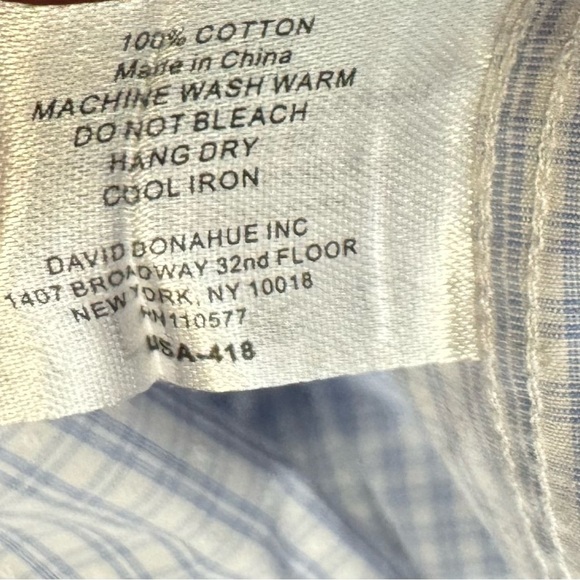 100% COTTON
Made in China
MACHINE WASH WARM
DO NOT BLEACH
HANG DRY
COOL IRON
DAVID DONAHUE INC
1407 BROADWAY 32nd FLOOR
NEW YORK, NY 10018
RN110577
USA-418